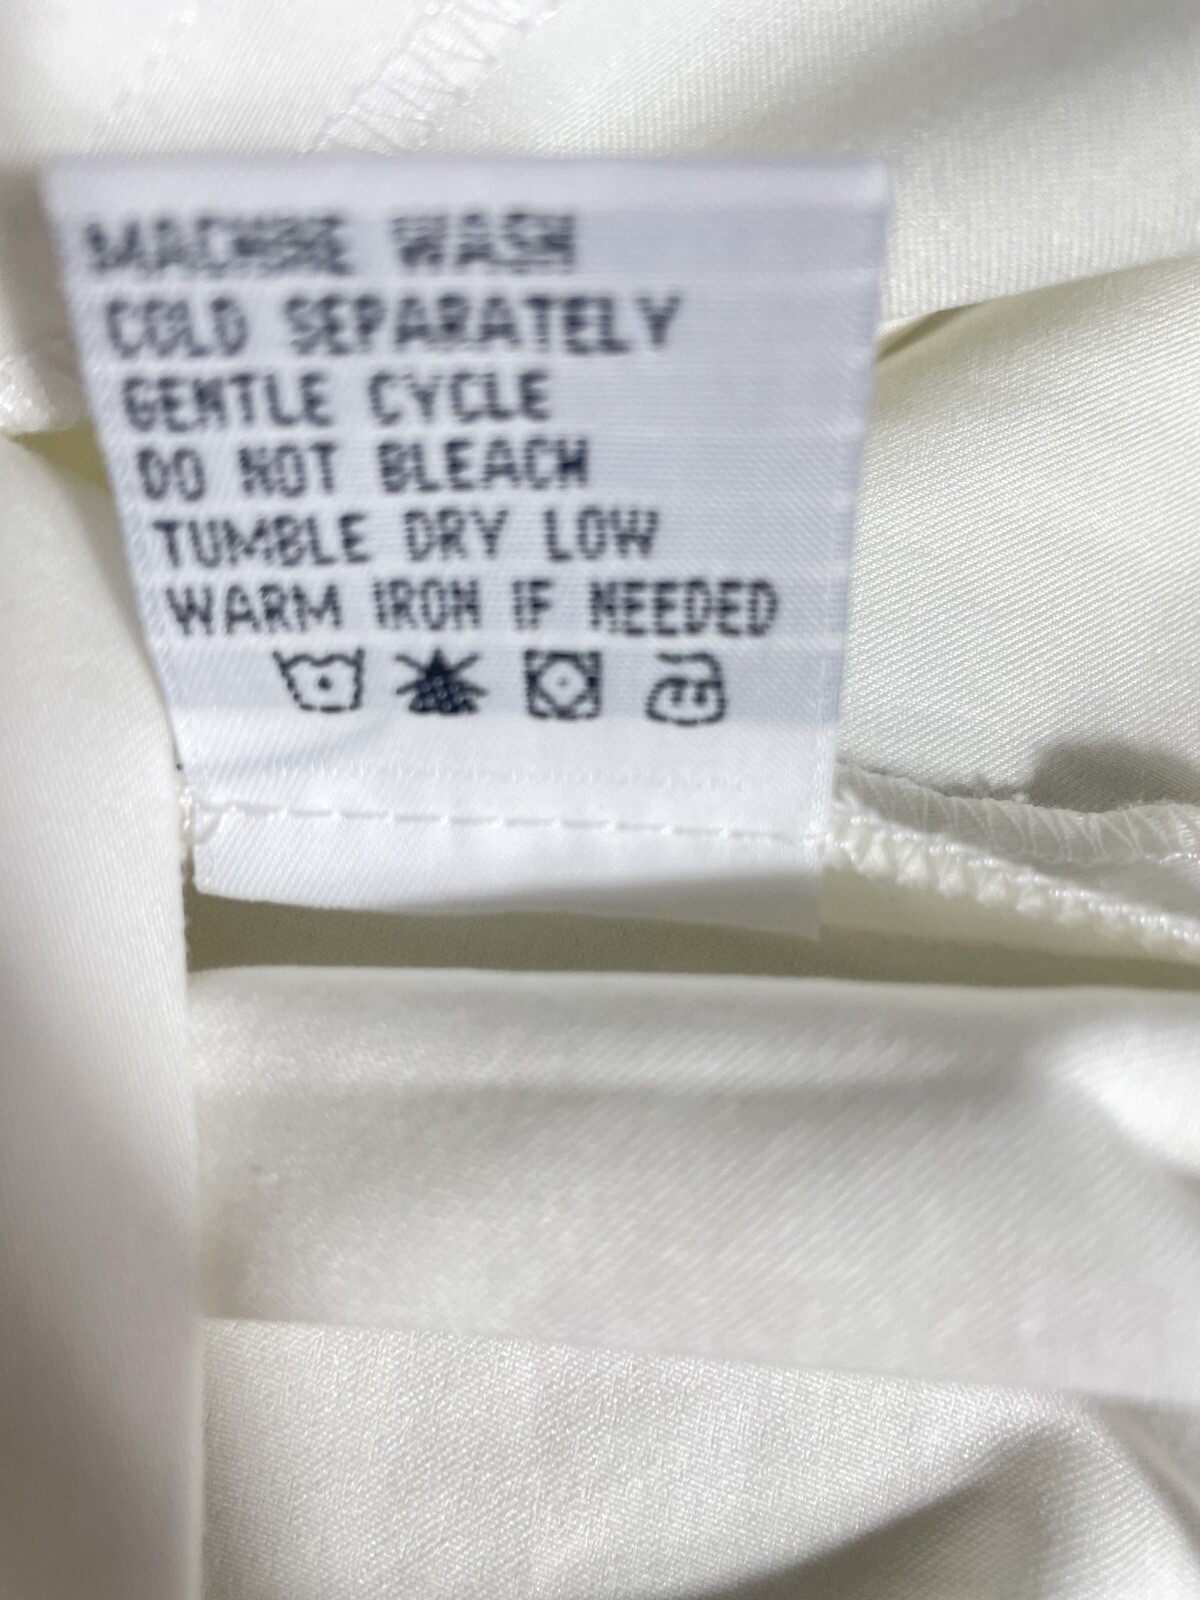 MACHINE WASH
COLD SEPARATELY
GENTLE CYCLE
DO NOT BLEACH
TUMBLE DRY LOW
WARM IRON IF NEEDED